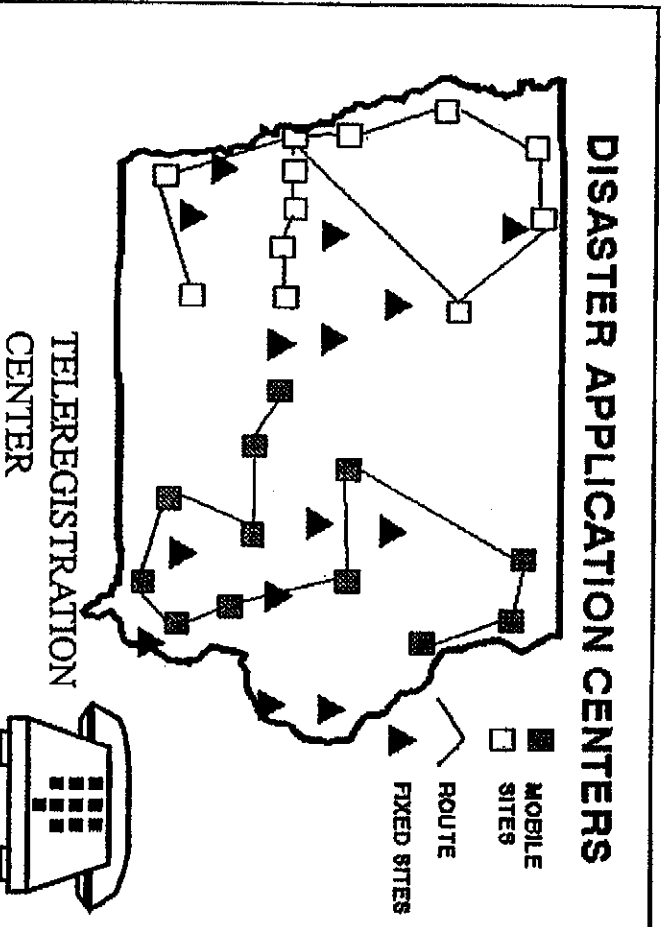 DISASTER APPLICATION CENTERS
MOBILE
SITES
ROUTE
FIXED SITES
TELEREGISTRATION
CENTER